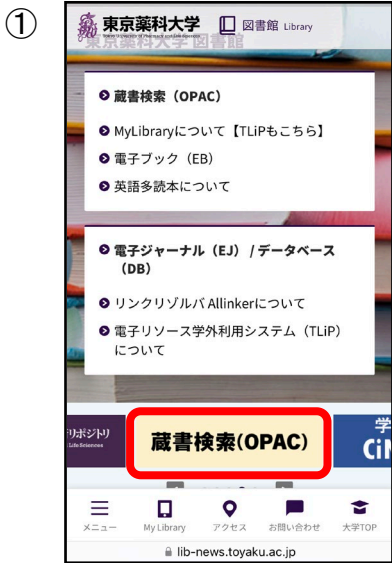 ①
東京薬科大学 図書館 Library
東京薬科大学 図書館
蔵書検索（OPAC）
MyLibraryについて【TLiPもこちら】
電子ブック（EB）
英語多読本について
電子ジャーナル（EJ） / データベース
（DB）
リンクリゾルバ Allinkerについて
電子リソース学外利用システム（TLiP）
について
リポジトリ
Life Sciences
蔵書検索(OPAC)
学
CiN
メニュー
My Library
アクセス
お問い合わせ
大学TOP
lib-news.toyaku.ac.jp